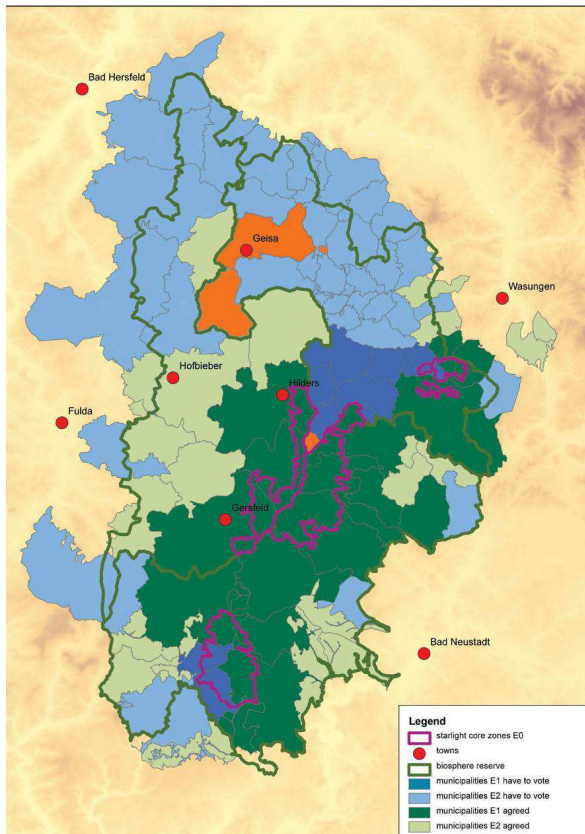 Bad Hersfeld
Geisa
Wasungen
Hofbieber
Hilders
Fulda
Gersfeld
Bad Neustadt
Legend
starlight core zones E0
towns
biosphere reserve
municipalities E1 have to vote
municipalities E2 have to vote
municipalities E1 agreed
municipalities E2 agreed